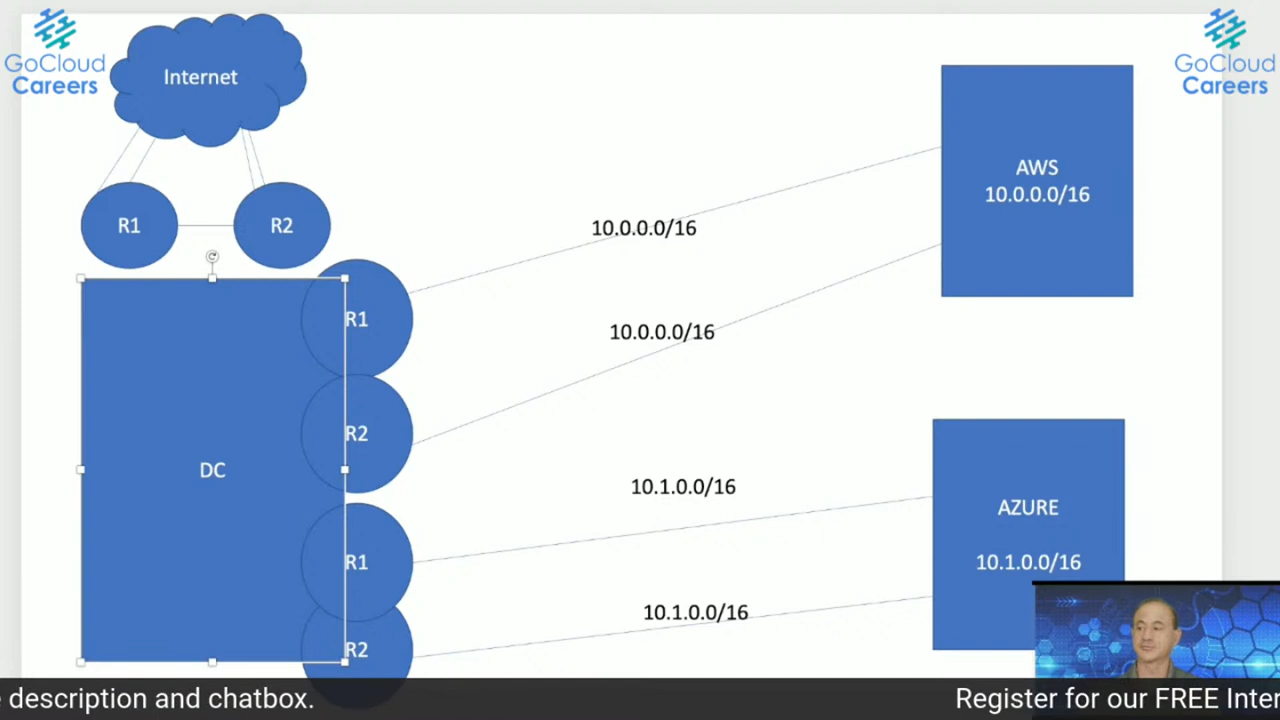 GoCloud
Careers
GoCloud
Careers
Internet
R1
R2
AWS
10.0.0.0/16
10.0.0.0/16
R1
10.0.0.0/16
R2
DC
10.1.0.0/16
AZURE
10.1.0.0/16
R1
10.1.0.0/16
R2
description and chatbox.
Register for our FREE